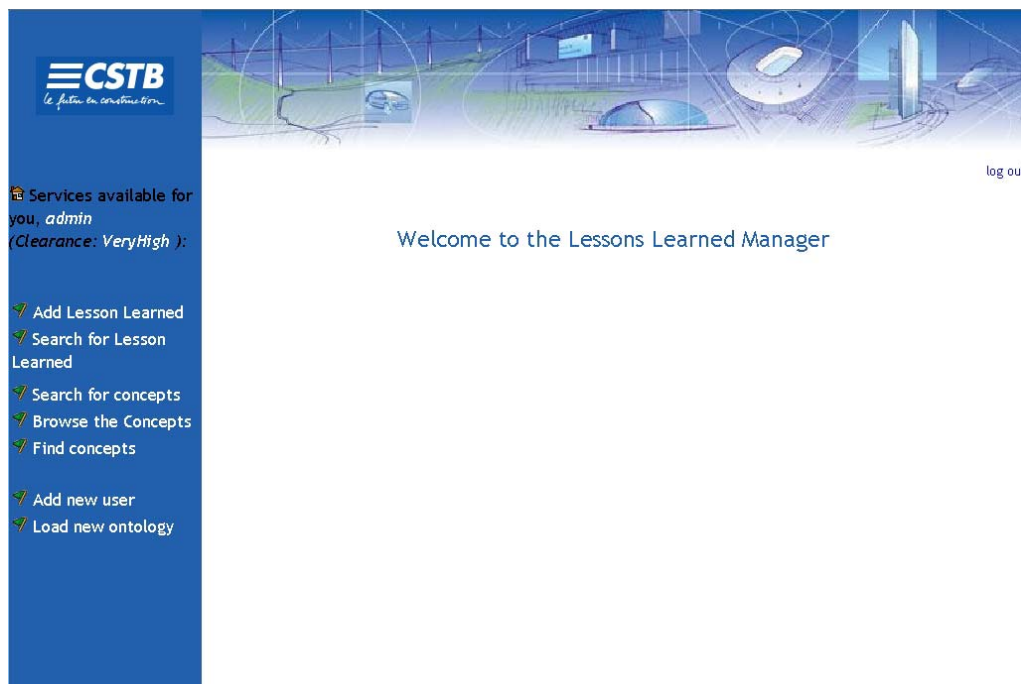 CSTB
le futur en construction
log ou
Services available for
you, admin
(Clearance: VeryHigh ):
Welcome to the Lessons Learned Manager
Add Lesson Learned
Search for Lesson
Learned
Search for concepts
Browse the Concepts
Find concepts
Add new user
Load new ontology